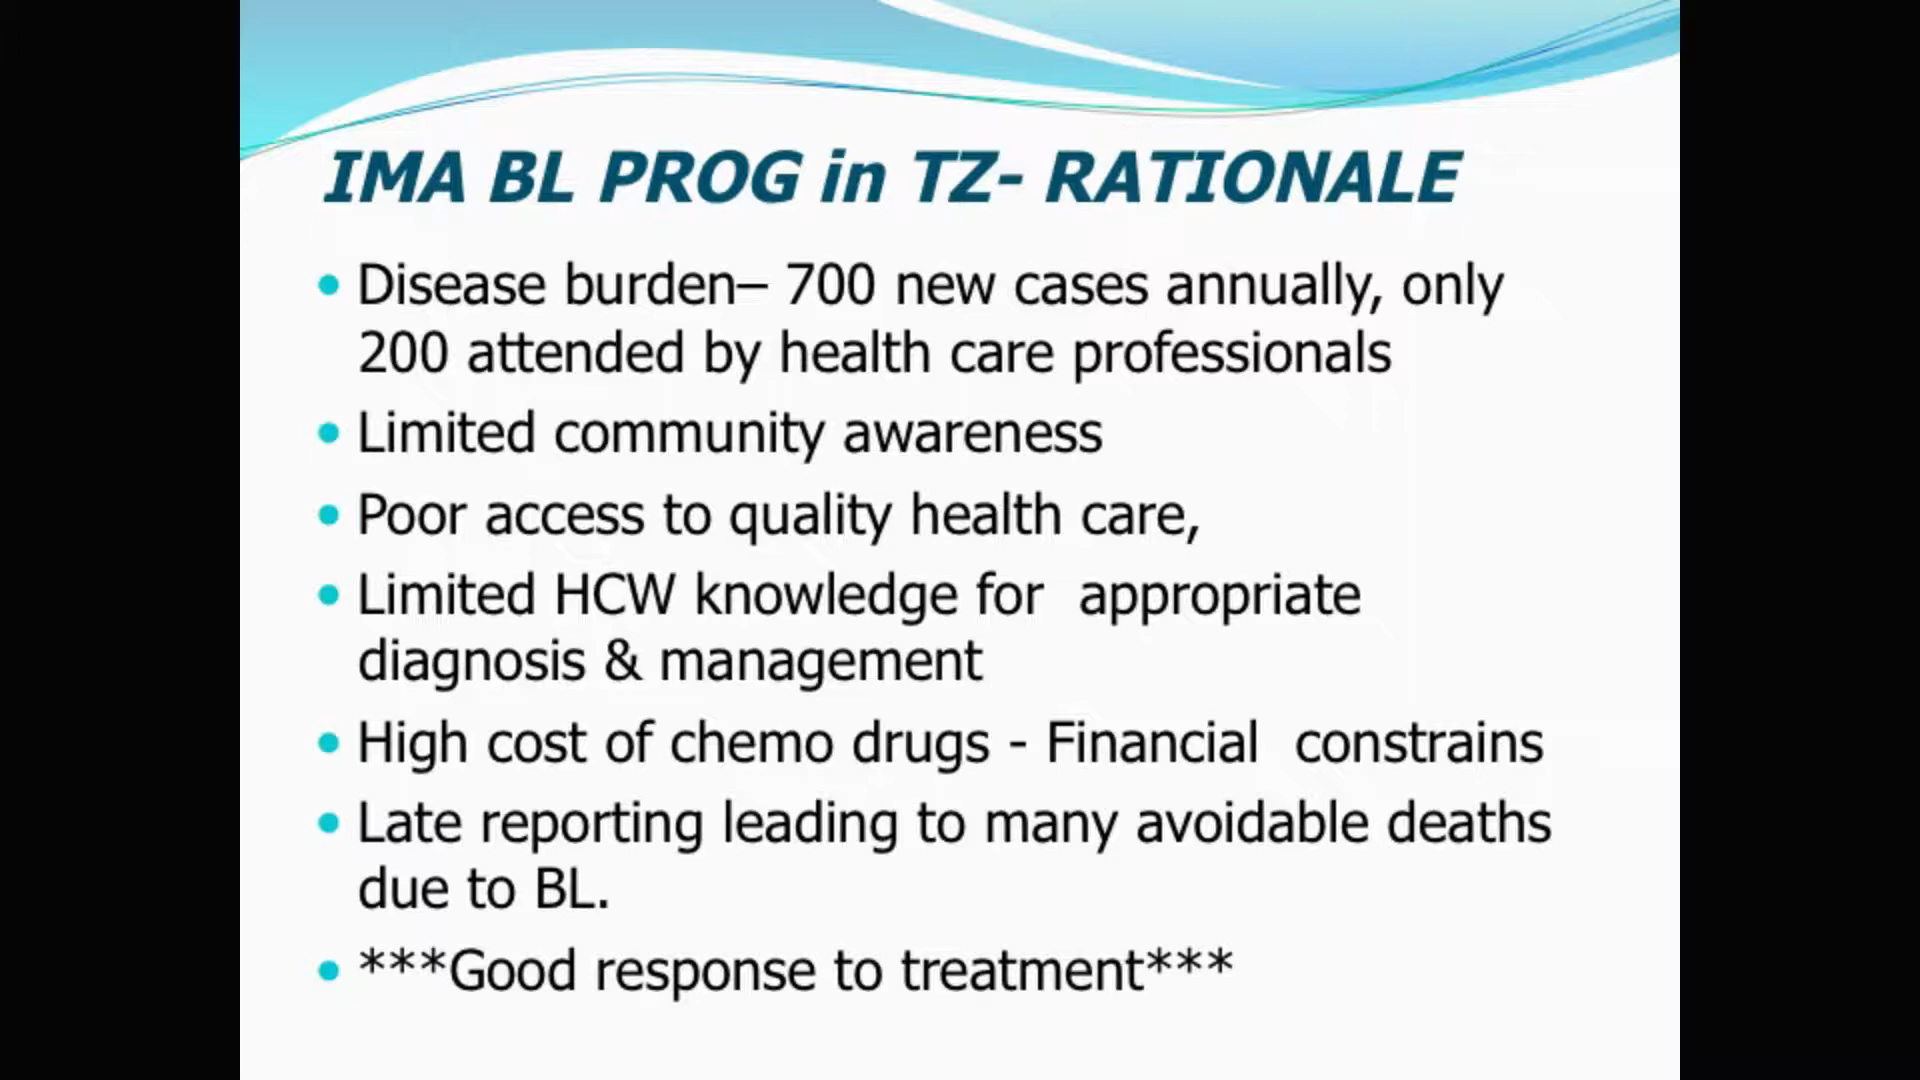 IMA BL PROG in TZ- RATIONALE
Disease burden– 700 new cases annually, only
200 attended by health care professionals
Limited community awareness
Poor access to quality health care,
Limited HCW knowledge for  appropriate
diagnosis & management
High cost of chemo drugs - Financial  constrains
Late reporting leading to many avoidable deaths
due to BL.
***Good response to treatment***